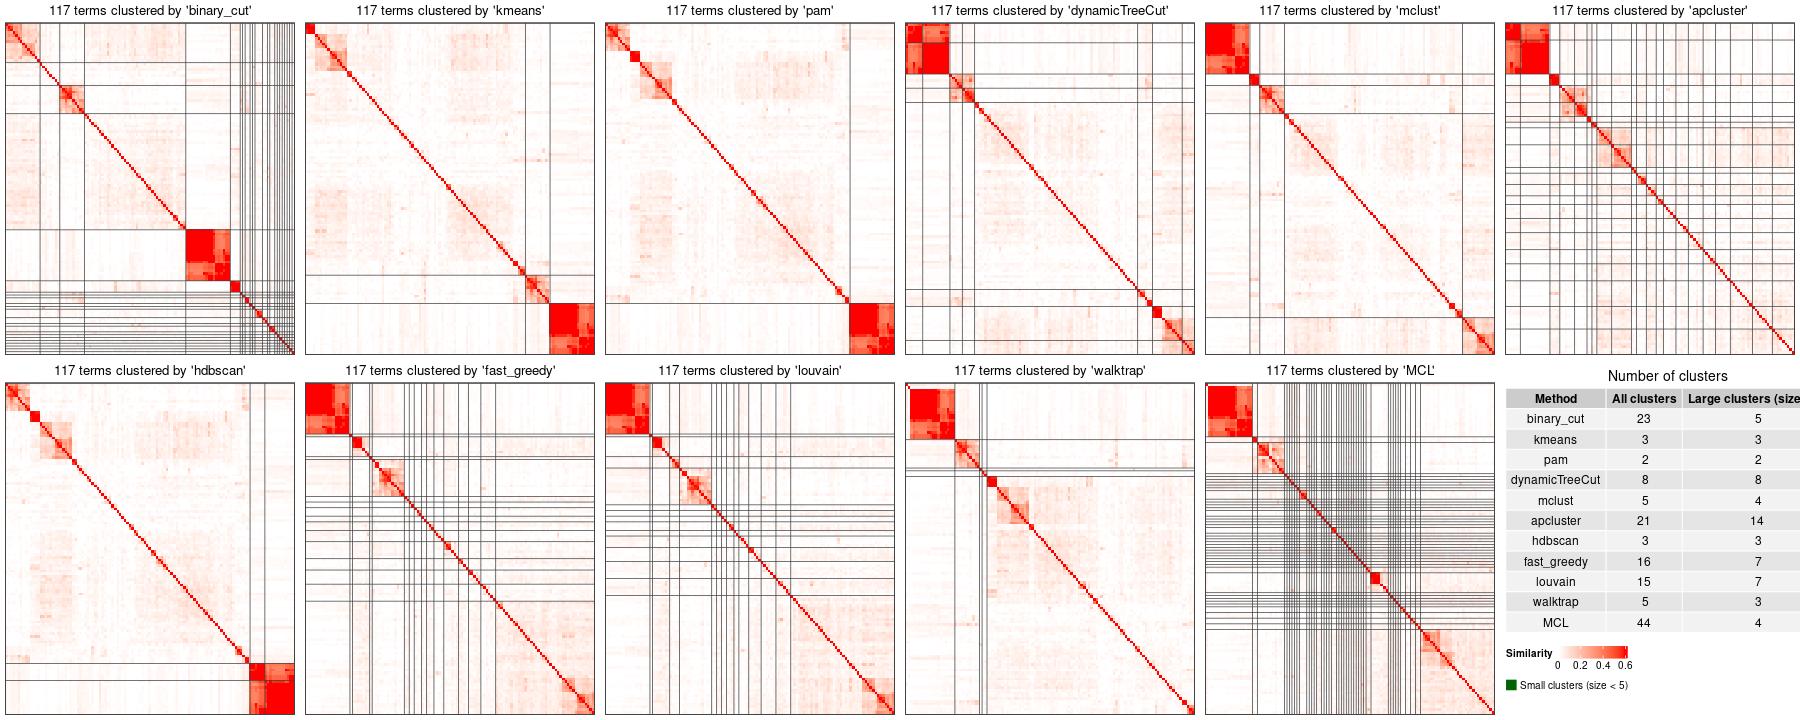 117 terms clustered by 'binary_cut'
117 terms clustered by 'kmeans'
117 terms clustered by 'pam'
117 terms clustered by 'dynamicTreeCut'
117 terms clustered by 'mclust'
117 terms clustered by 'apcluster'
117 terms clustered by 'hdbscan'
117 terms clustered by 'fast_greedy'
117 terms clustered by 'louvain'
117 terms clustered by 'walktrap'
117 terms clustered by 'MCL'
Number of clusters
Method All clusters Large clusters (size
binary_cut 23 5
kmeans 3 3
pam 2 2
dynamicTreeCut 8 8
mclust 5 4
apcluster 21 14
hdbscan 3 3
fast_greedy 16 7
louvain 15 7
walktrap 5 3
MCL 44 4
Similarity
0 0.2 0.4 0.6
Small clusters (size < 5)